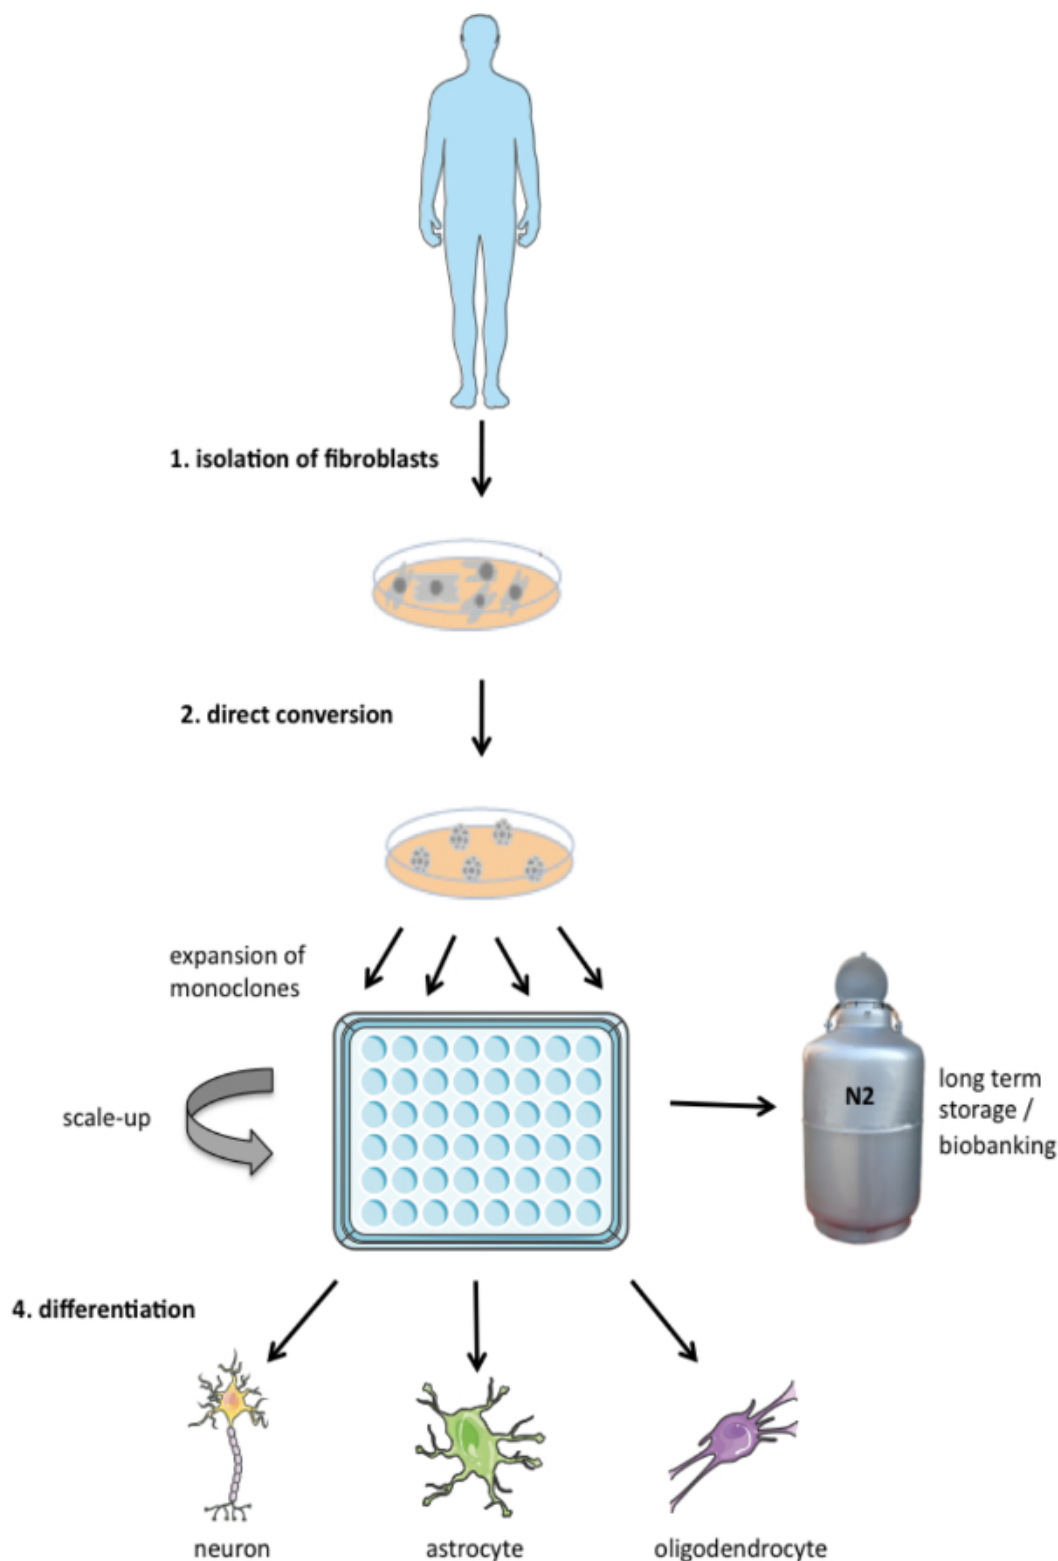 1. isolation of fibroblasts
2. direct conversion
expansion of
monoclones
scale-up
N2
long term
storage /
biobanking
4. differentiation
neuron
astrocyte
oligodendrocyte